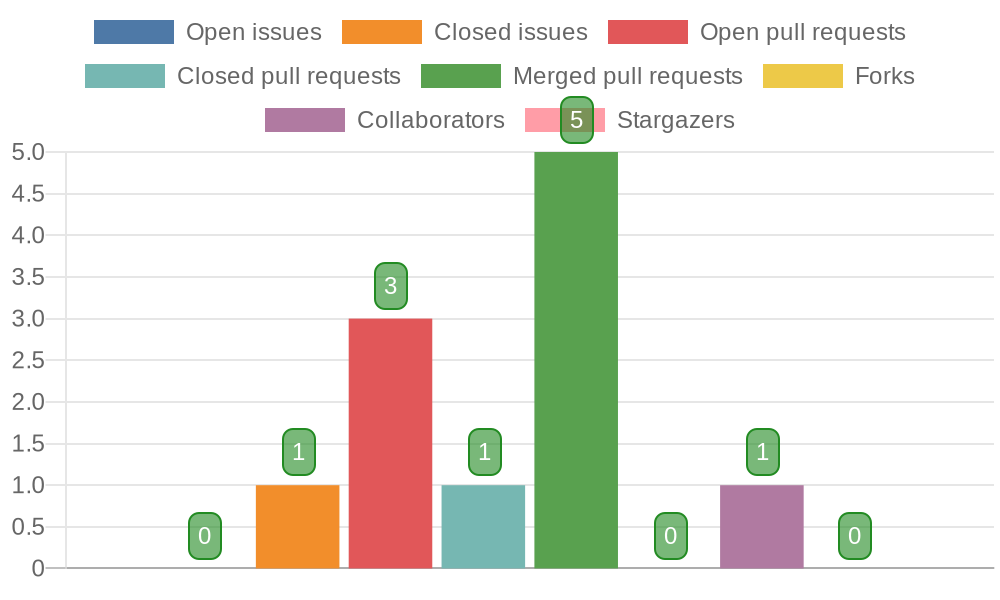 Open issues Closed issues Open pull requests
Closed pull requests Merged pull requests Forks
Collaborators Stargazers
5
5.0
4.5
4.0
3.5
3
3.0
2.5
2.0
1.5
1 1 1
1.0
0.5
0 0 0
0